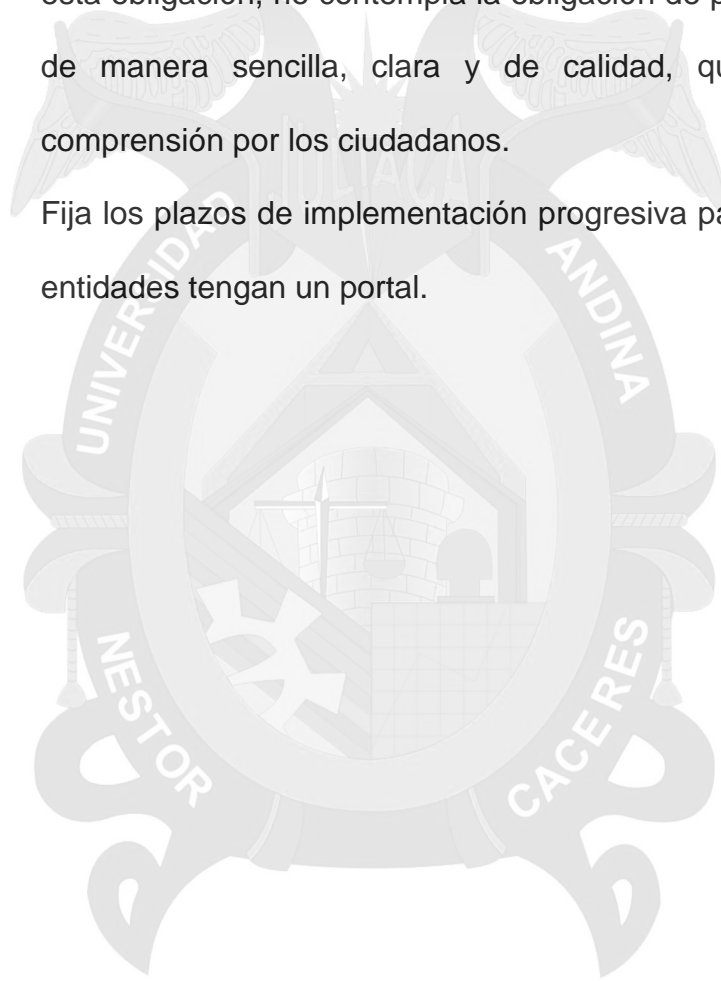 esta obligación, no contempla la obligación de p
de manera sencilla, clara y de calidad, qu
comprensión por los ciudadanos.
Fija los plazos de implementación progresiva pa
entidades tengan un portal.
JULIACA
UNIVERSIDAD
ANDINA
NESTOR
CACERES